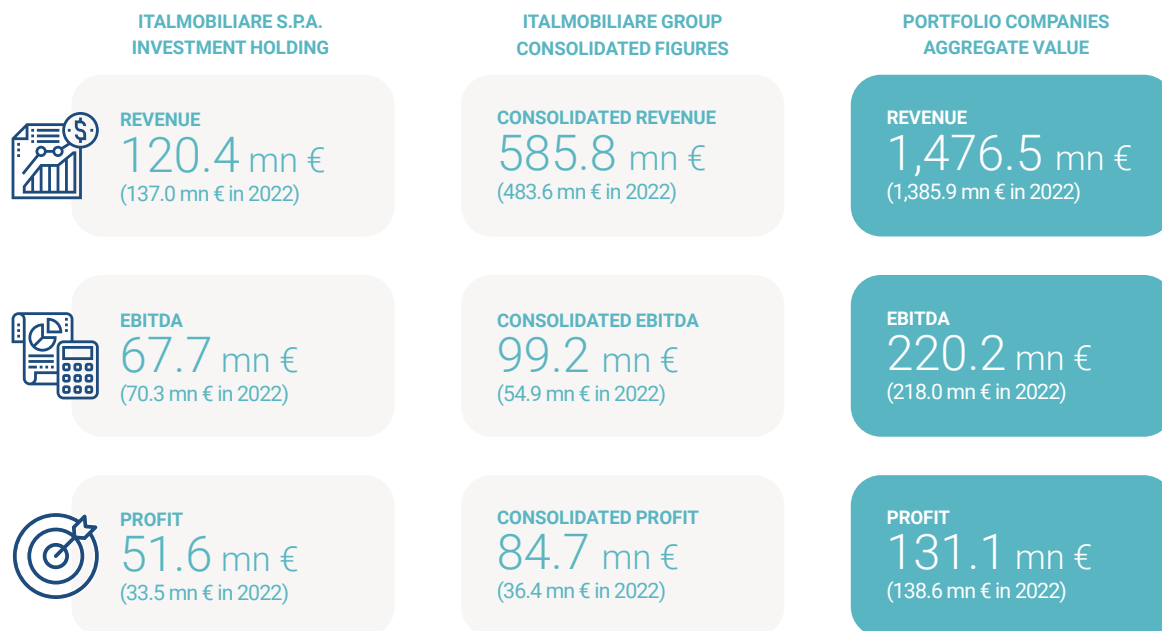 ITALMOBILIARE S.P.A.
INVESTMENT HOLDING
ITALMOBILIARE GROUP
CONSOLIDATED FIGURES
PORTFOLIO COMPANIES
AGGREGATE VALUE
REVENUE
120.4 mn €
(137.0 mn € in 2022)
CONSOLIDATED REVENUE
585.8 mn €
(483.6 mn € in 2022)
REVENUE
1,476.5 mn €
(1,385.9 mn € in 2022)
$
EBITDA
67.7 mn €
(70.3 mn € in 2022)
CONSOLIDATED EBITDA
99.2 mn €
(54.9 mn € in 2022)
EBITDA
220.2 mn €
(218.0 mn € in 2022)
PROFIT
51.6 mn €
(33.5 mn € in 2022)
CONSOLIDATED PROFIT
84.7 mn €
(36.4 mn € in 2022)
PROFIT
131.1 mn €
(138.6 mn € in 2022)